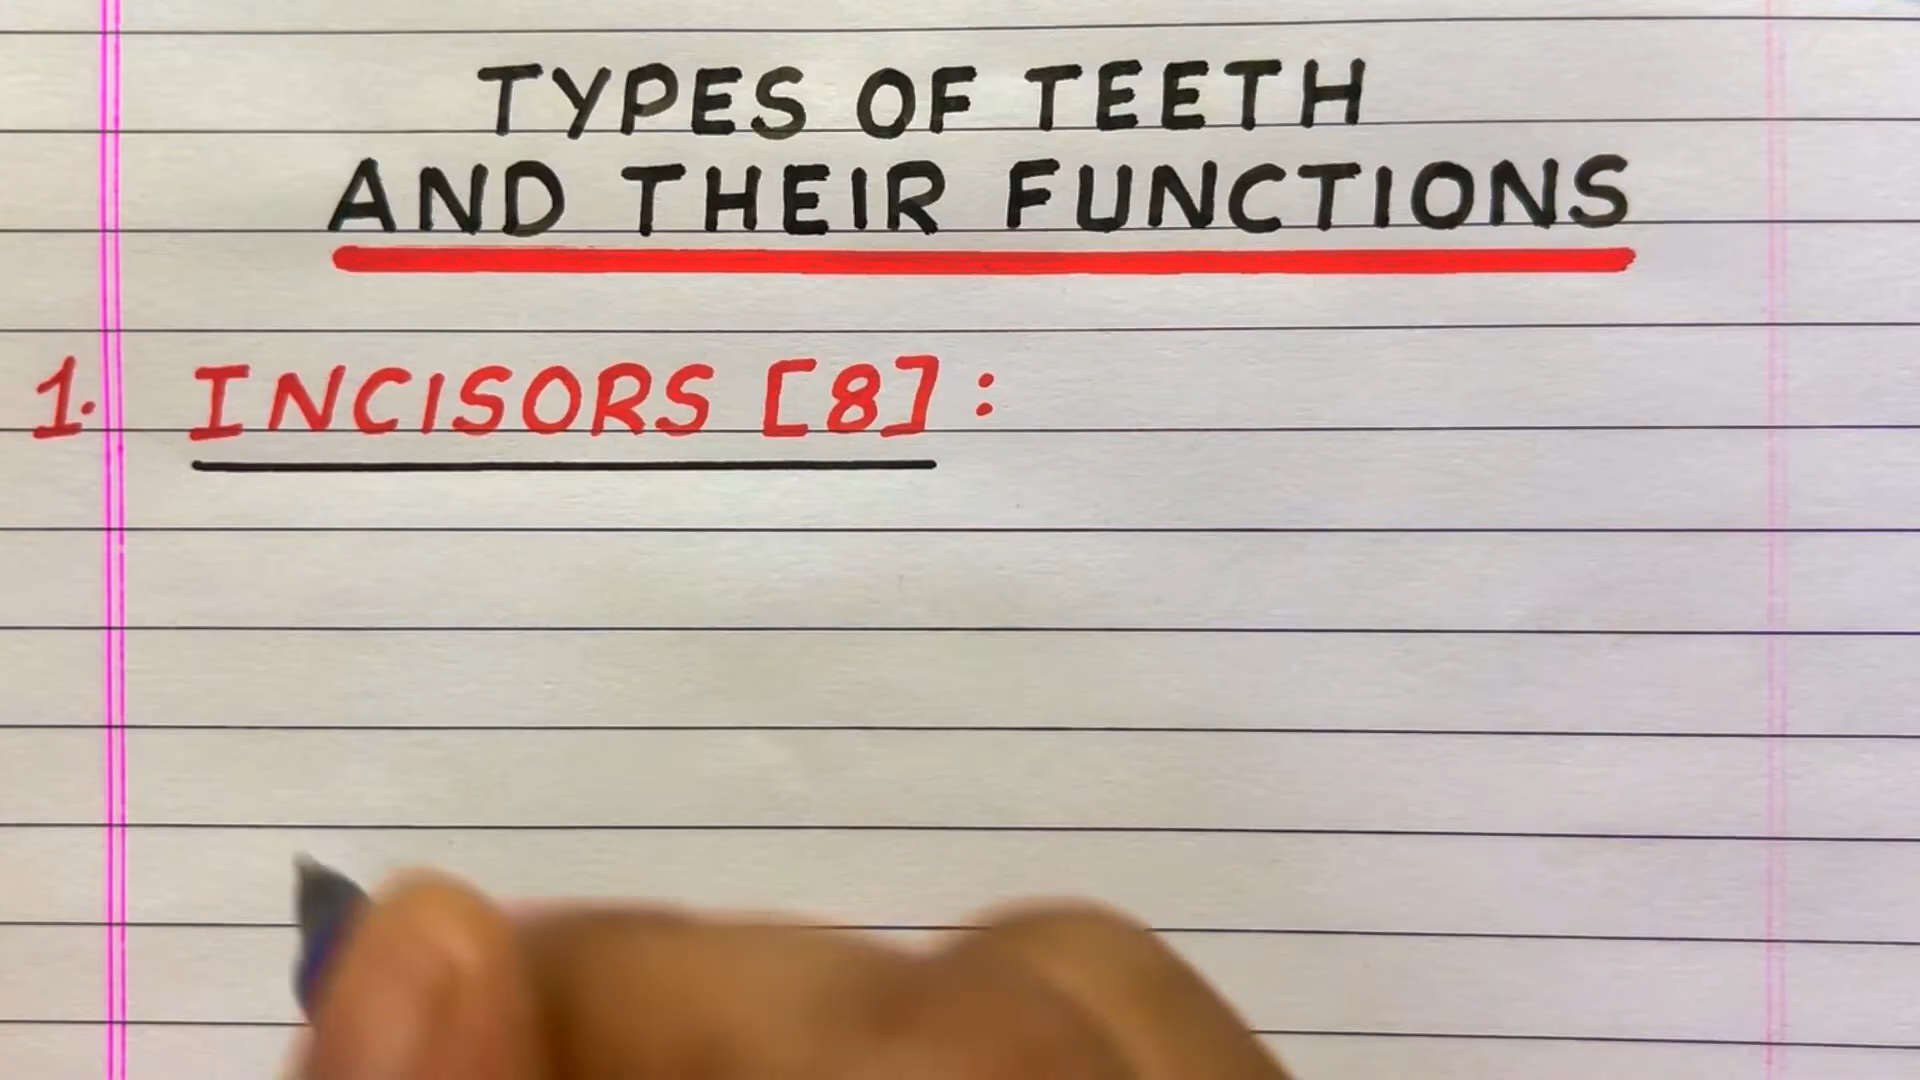 TYPES OF TEETH
AND THEIR FUNCTIONS
1. INCISORS [8] :